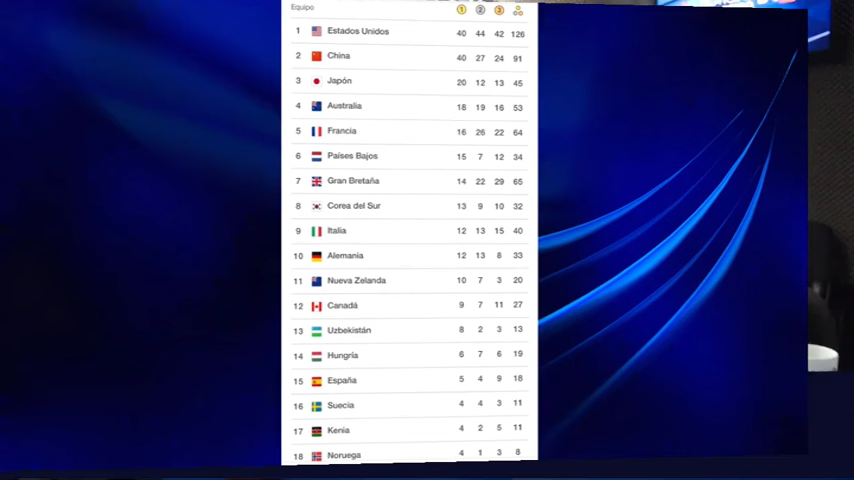 Equipo 1 2 3
1 Estados Unidos 40 44 42 126
2 China 40 27 24 91
3 Japón 20 12 13 45
4 Australia 18 19 16 53
5 Francia 16 26 22 64
6 Países Bajos 15 7 12 34
7 Gran Bretaña 14 22 29 65
8 Corea del Sur 13 9 10 32
9 Italia 12 13 15 40
10 Alemania 12 13 8 33
11 Nueva Zelanda 10 7 3 20
12 Canadá 9 7 11 27
13 Uzbekistán 8 2 3 13
14 Hungría 6 7 6 19
15 España 5 4 9 18
16 Suecia 4 4 3 11
17 Kenia 4 2 5 11
18 Noruega 4 1 3 8